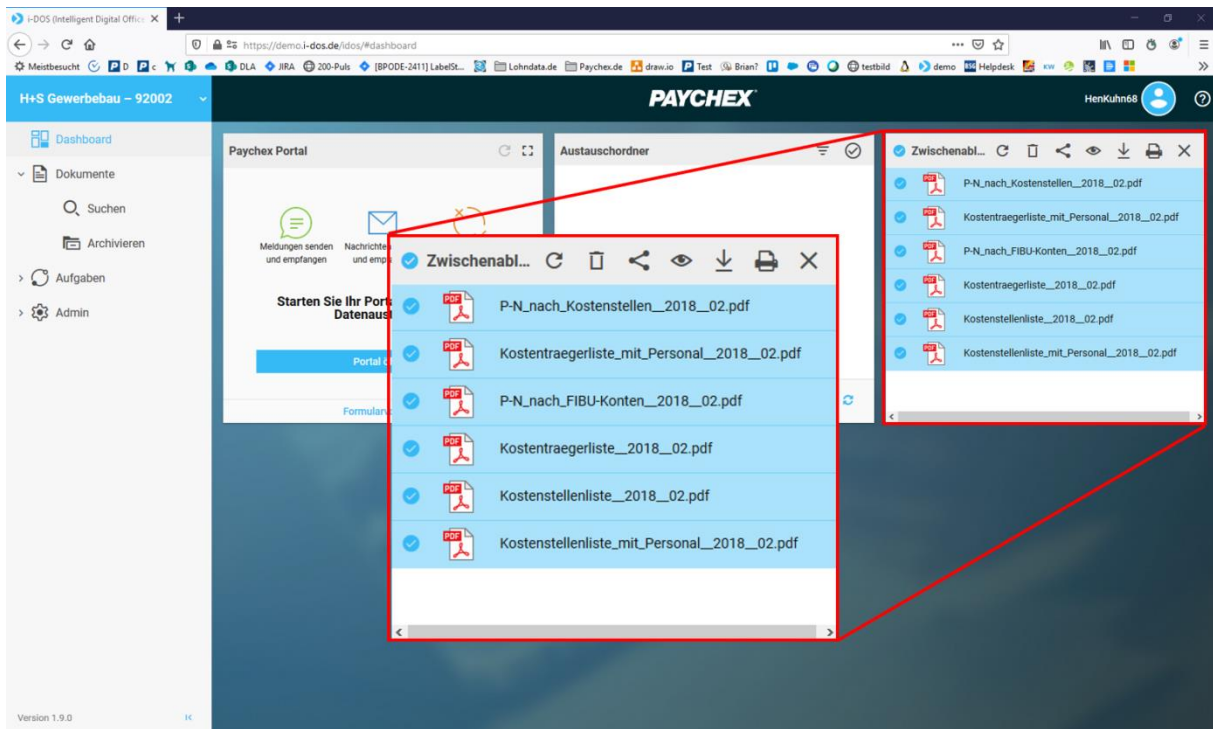 i-DOS (Intelligent Digital Office
https://demo.i-dos.de/idos/#dashboard
Meistbesucht D c DLA JIRA 200-Puls [BPODE-2411] LabelSt... Lohndata.de Paychex.de draw.io Test Brian? testbild demo Helpdesk KW
H+S Gewerbebau – 92002
PAYCHEX
HenKuhn68
Dashboard
Dokumente
Suchen
Archivieren
Aufgaben
Admin
Version 1.9.0
Paychex Portal
Meldungen senden
und empfangen
Nachrichten
und emp
Starten Sie Ihr Port
Datenaust
Portal ö
Formularv
Austauschordner
Zwischenabl...
P-N_nach_Kostenstellen__2018__02.pdf
Kostentraegerliste_mit_Personal__2018__02.pdf
P-N_nach_FIBU-Konten__2018__02.pdf
Kostentraegerliste__2018__02.pdf
Kostenstellenliste__2018__02.pdf
Kostenstellenliste_mit_Personal__2018__02.pdf
Zwischenabl...
P-N_nach_Kostenstellen__2018__02.pdf
Kostentraegerliste_mit_Personal__2018__02.pdf
P-N_nach_FIBU-Konten__2018__02.pdf
Kostentraegerliste__2018__02.pdf
Kostenstellenliste__2018__02.pdf
Kostenstellenliste_mit_Personal__2018__02.pdf